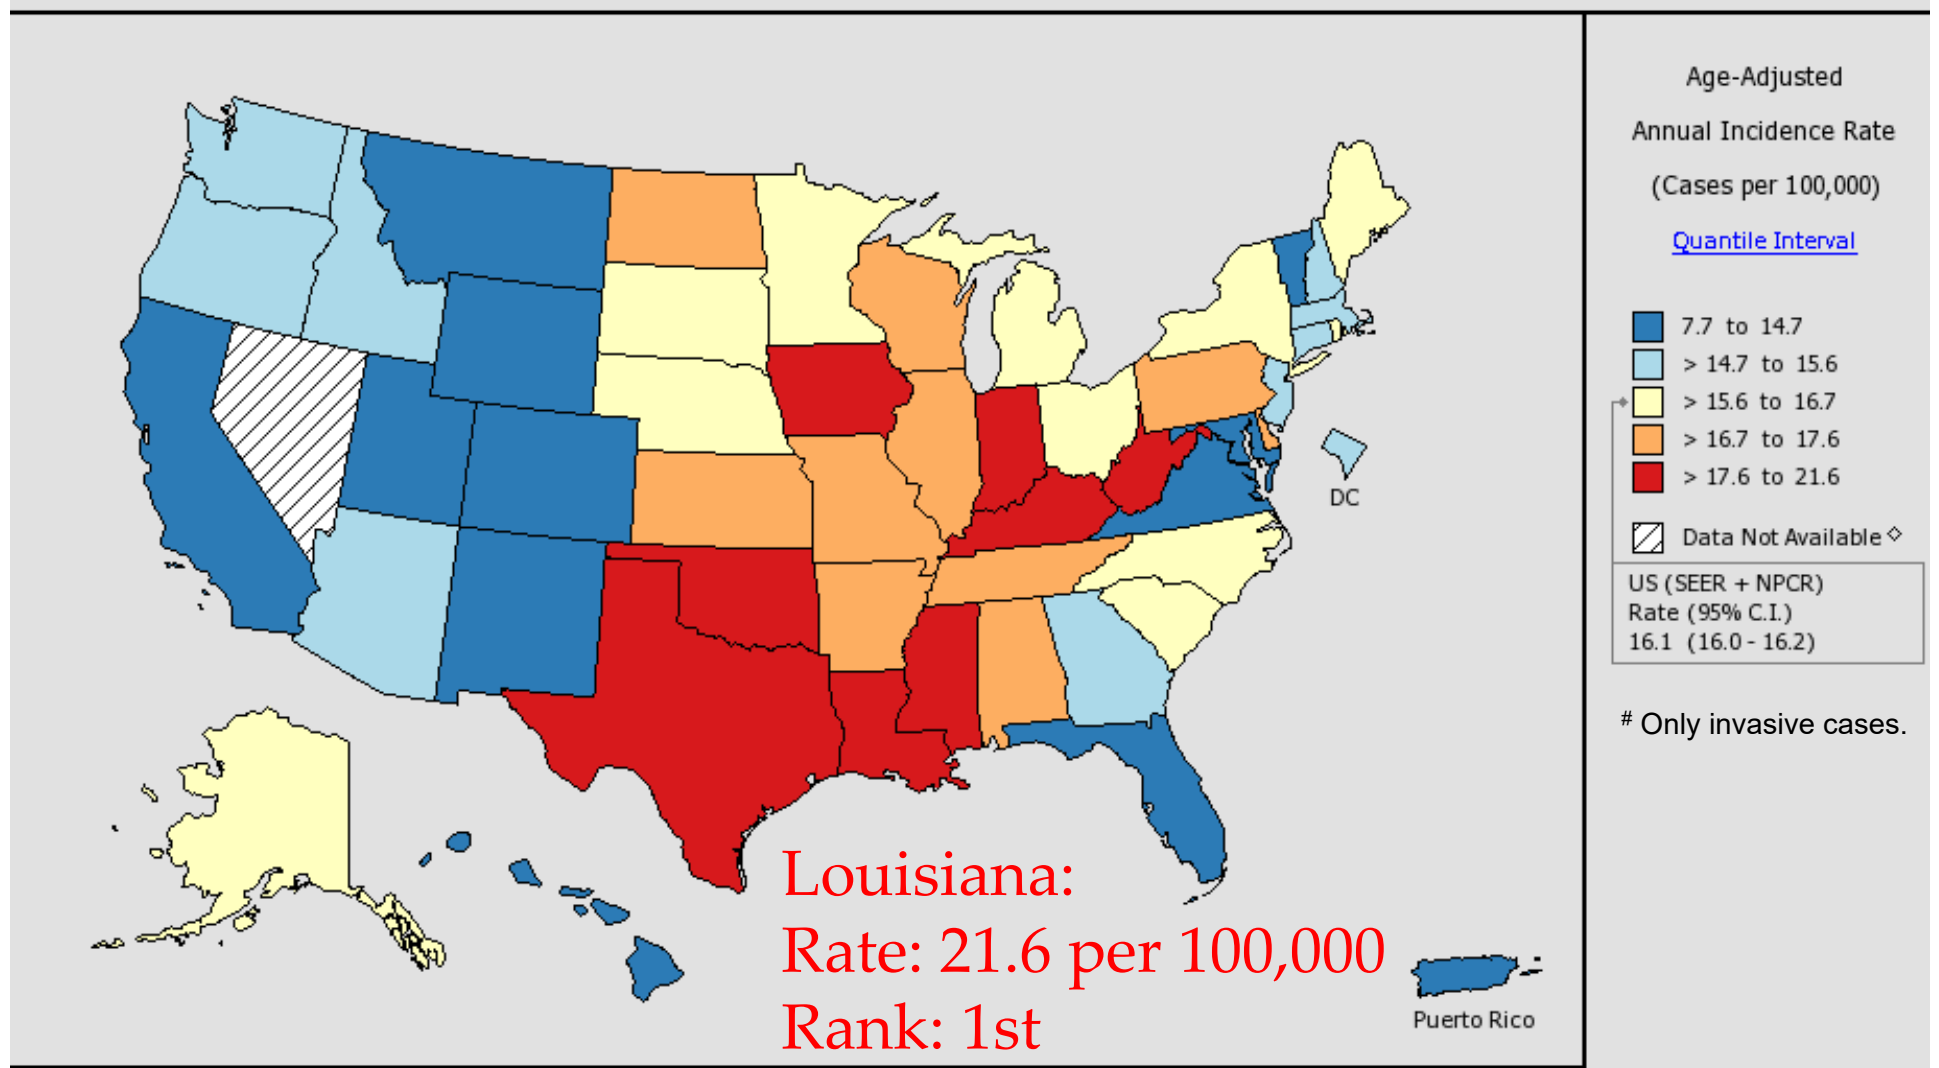 Age-Adjusted
Annual Incidence Rate
(Cases per 100,000)
Quantile Interval
7.7 to 14.7
> 14.7 to 15.6
> 15.6 to 16.7
> 16.7 to 17.6
> 17.6 to 21.6
Data Not Available ◇
US (SEER + NPCR)
Rate (95% C.I.)
16.1 (16.0 - 16.2)
# Only invasive cases.
DC
Louisiana:
Rate: 21.6 per 100,000
Rank: 1st
Puerto Rico